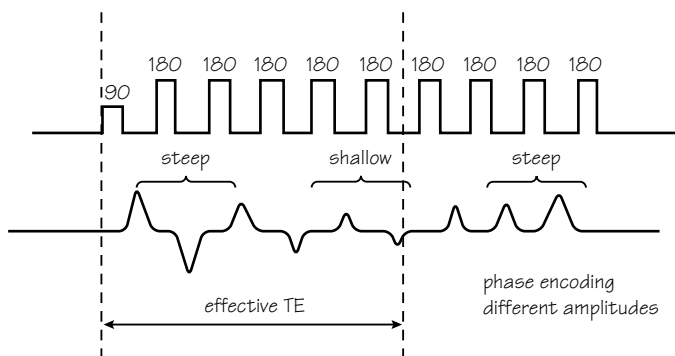 180 180 180 180 180 180 180 180 180
90
steep shallow steep
effective TE
phase encoding
different amplitudes